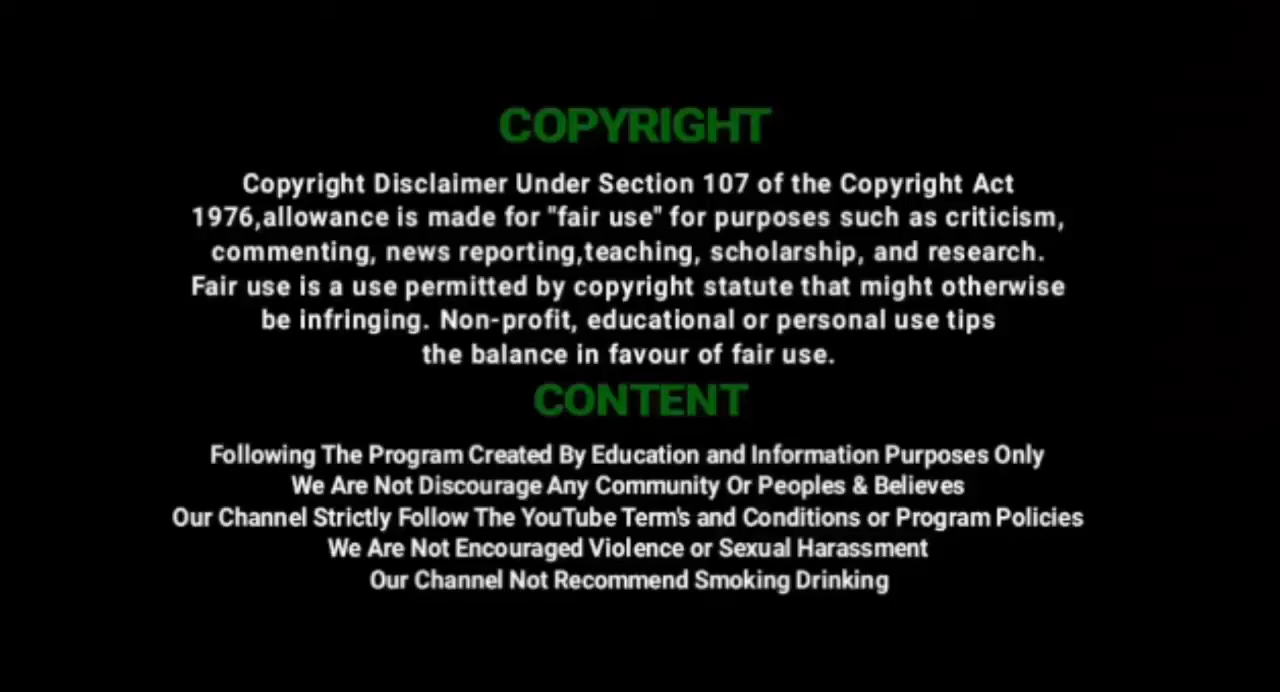 COPYRIGHT
Copyright Disclaimer Under Section 107 of the Copyright Act
1976,allowance is made for "fair use" for purposes such as criticism,
commenting, news reporting,teaching, scholarship, and research.
Fair use is a use permitted by copyright statute that might otherwise
be infringing. Non-profit, educational or personal use tips
the balance in favour of fair use.
CONTENT
Following The Program Created By Education and Information Purposes Only
We Are Not Discourage Any Community Or Peoples & Believes
Our Channel Strictly Follow The YouTube Term's and Conditions or Program Policies
We Are Not Encouraged Violence or Sexual Harassment
Our Channel Not Recommend Smoking Drinking